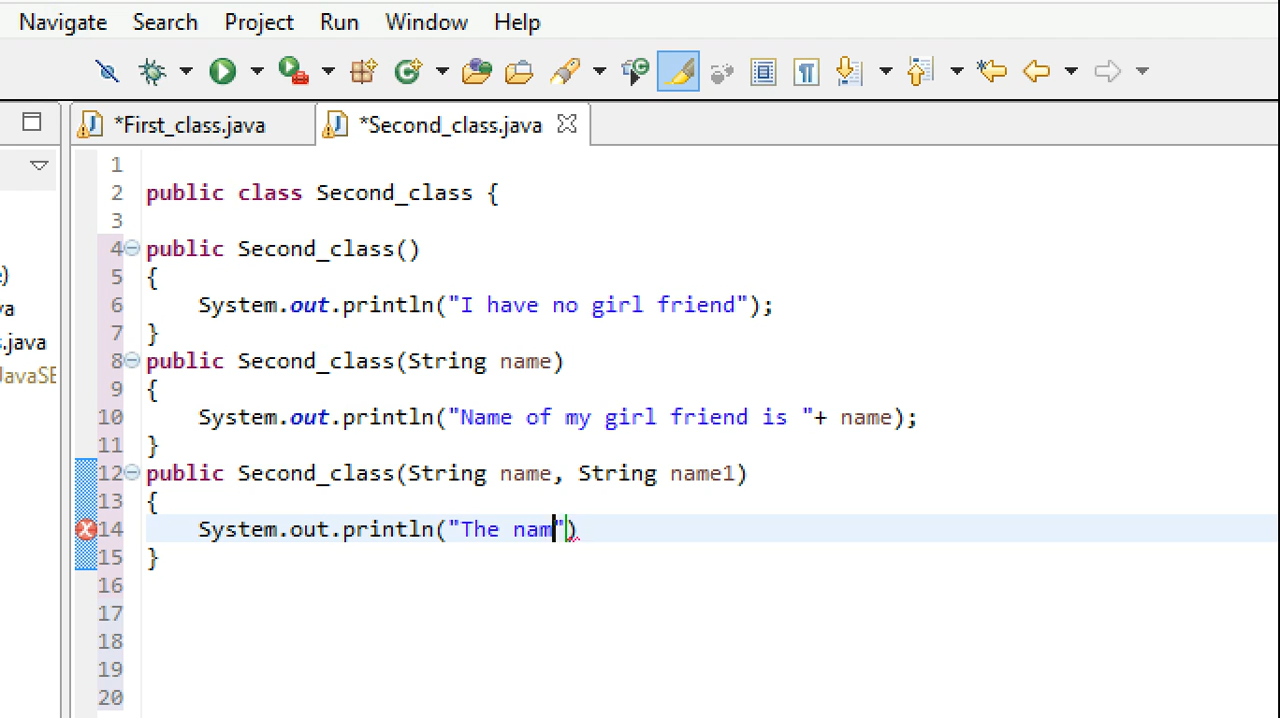 Navigate Search Project Run Window Help
*First_class.java *Second_class.java
1
2 public class Second_class {
3
4 public Second_class()
5 {
6 System.out.println("I have no girl friend");
7 }
8 public Second_class(String name)
9 {
10 System.out.println("Name of my girl friend is "+ name);
11 }
12 public Second_class(String name, String name1)
13 {
14 System.out.println("The nam")
15 }
16
17
18
19
20